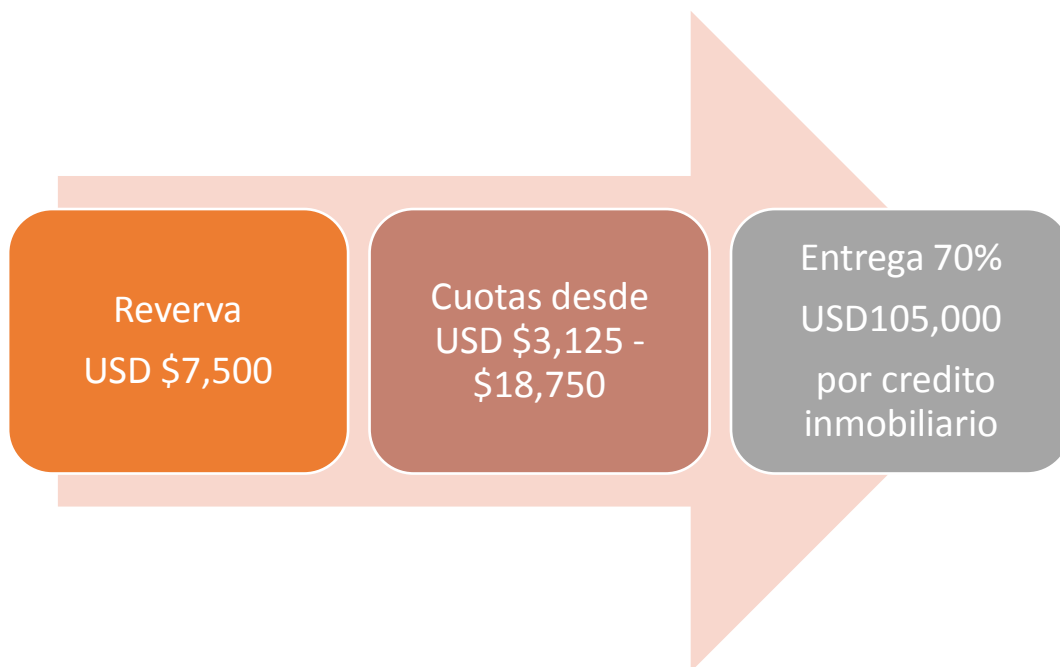 Reverva
USD $7,500
Cuotas desde
USD $3,125 -
$18,750
Entrega 70%
USD105,000
por credito
inmobiliario